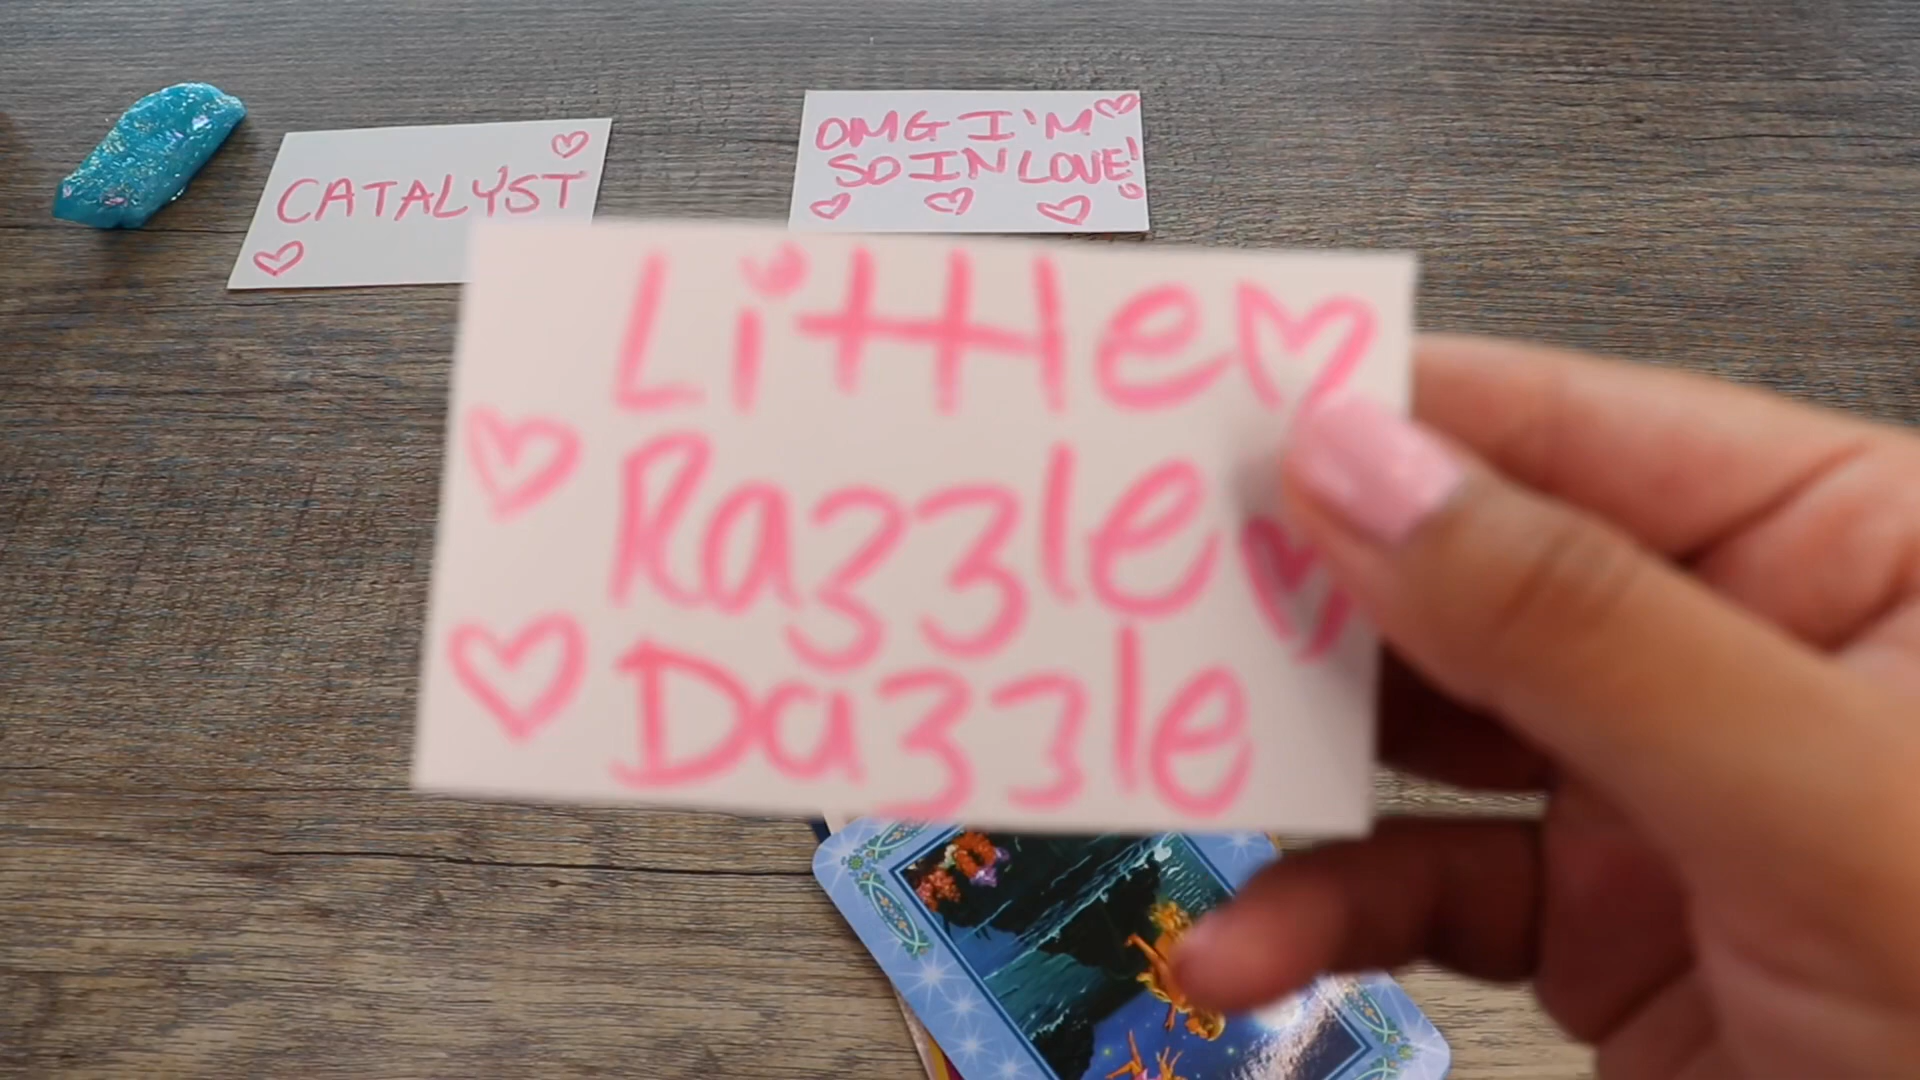 CATALYST
OMG I'M
SO IN LOVE!
Little
Razzle
Dazzle